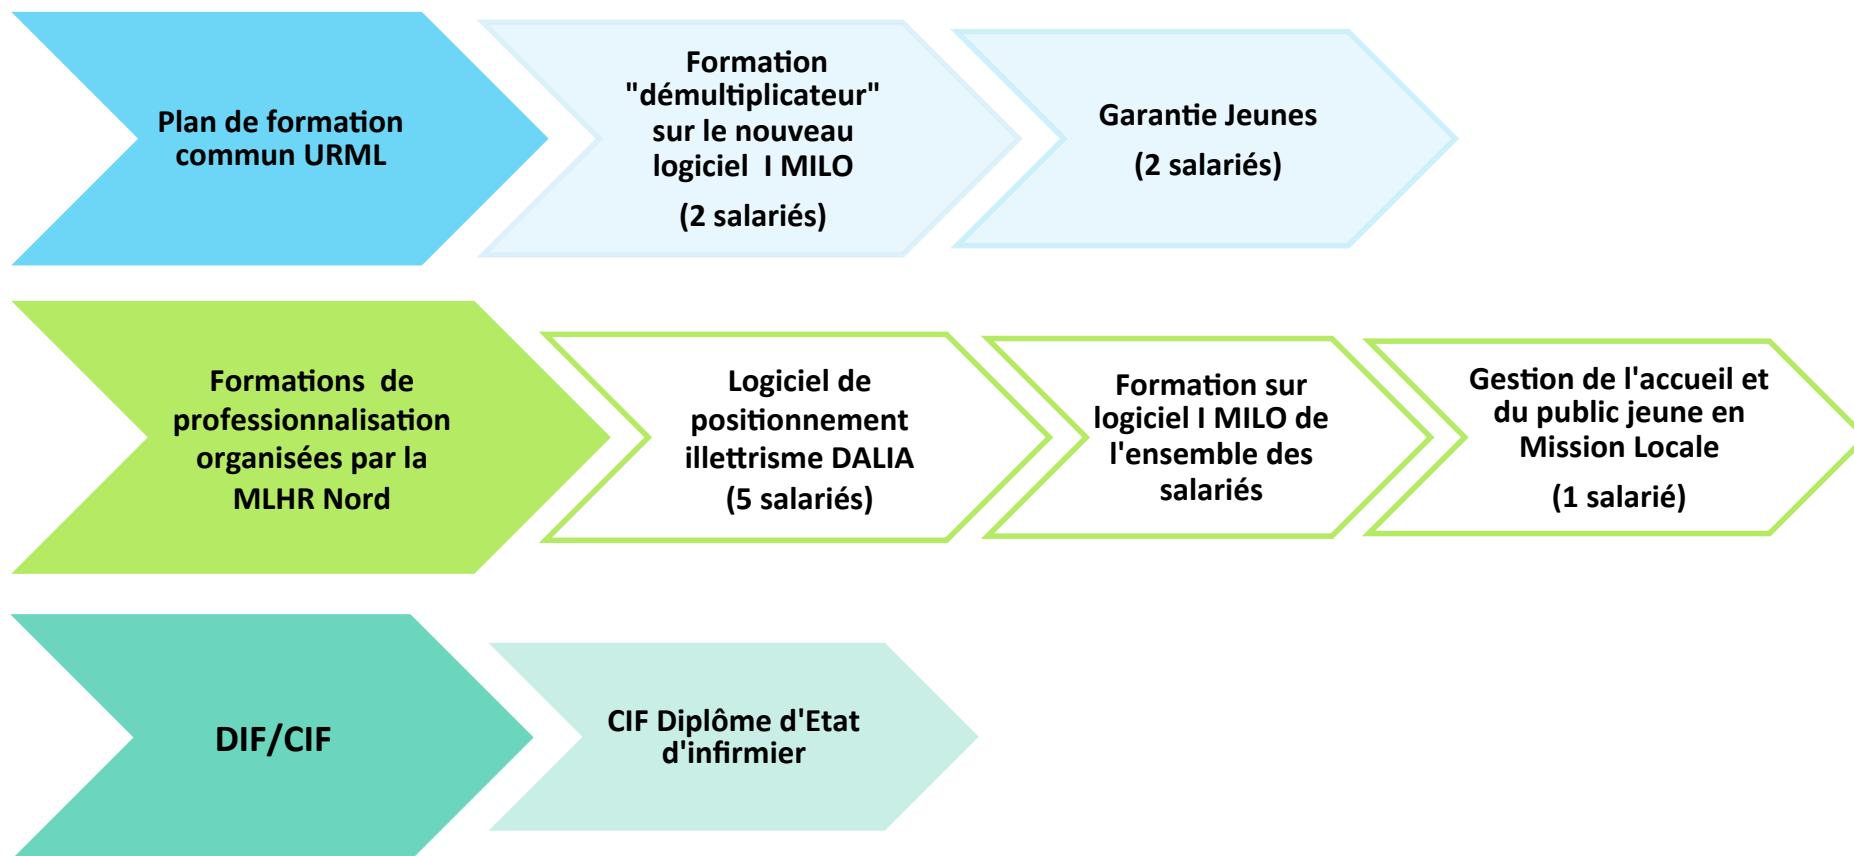 Plan de formation
commun URML
Formation
"démultiplicateur"
sur le nouveau
logiciel I MILO
(2 salariés)
Garantie Jeunes
(2 salariés)
Formations de
professionnalisation
organisées par la
MLHR Nord
Logiciel de
positionnement
illettrisme DALIA
(5 salariés)
Formation sur
logiciel I MILO de
l'ensemble des
salariés
Gestion de l'accueil et
du public jeune en
Mission Locale
(1 salarié)
DIF/CIF
CIF Diplôme d'Etat
d'infirmier